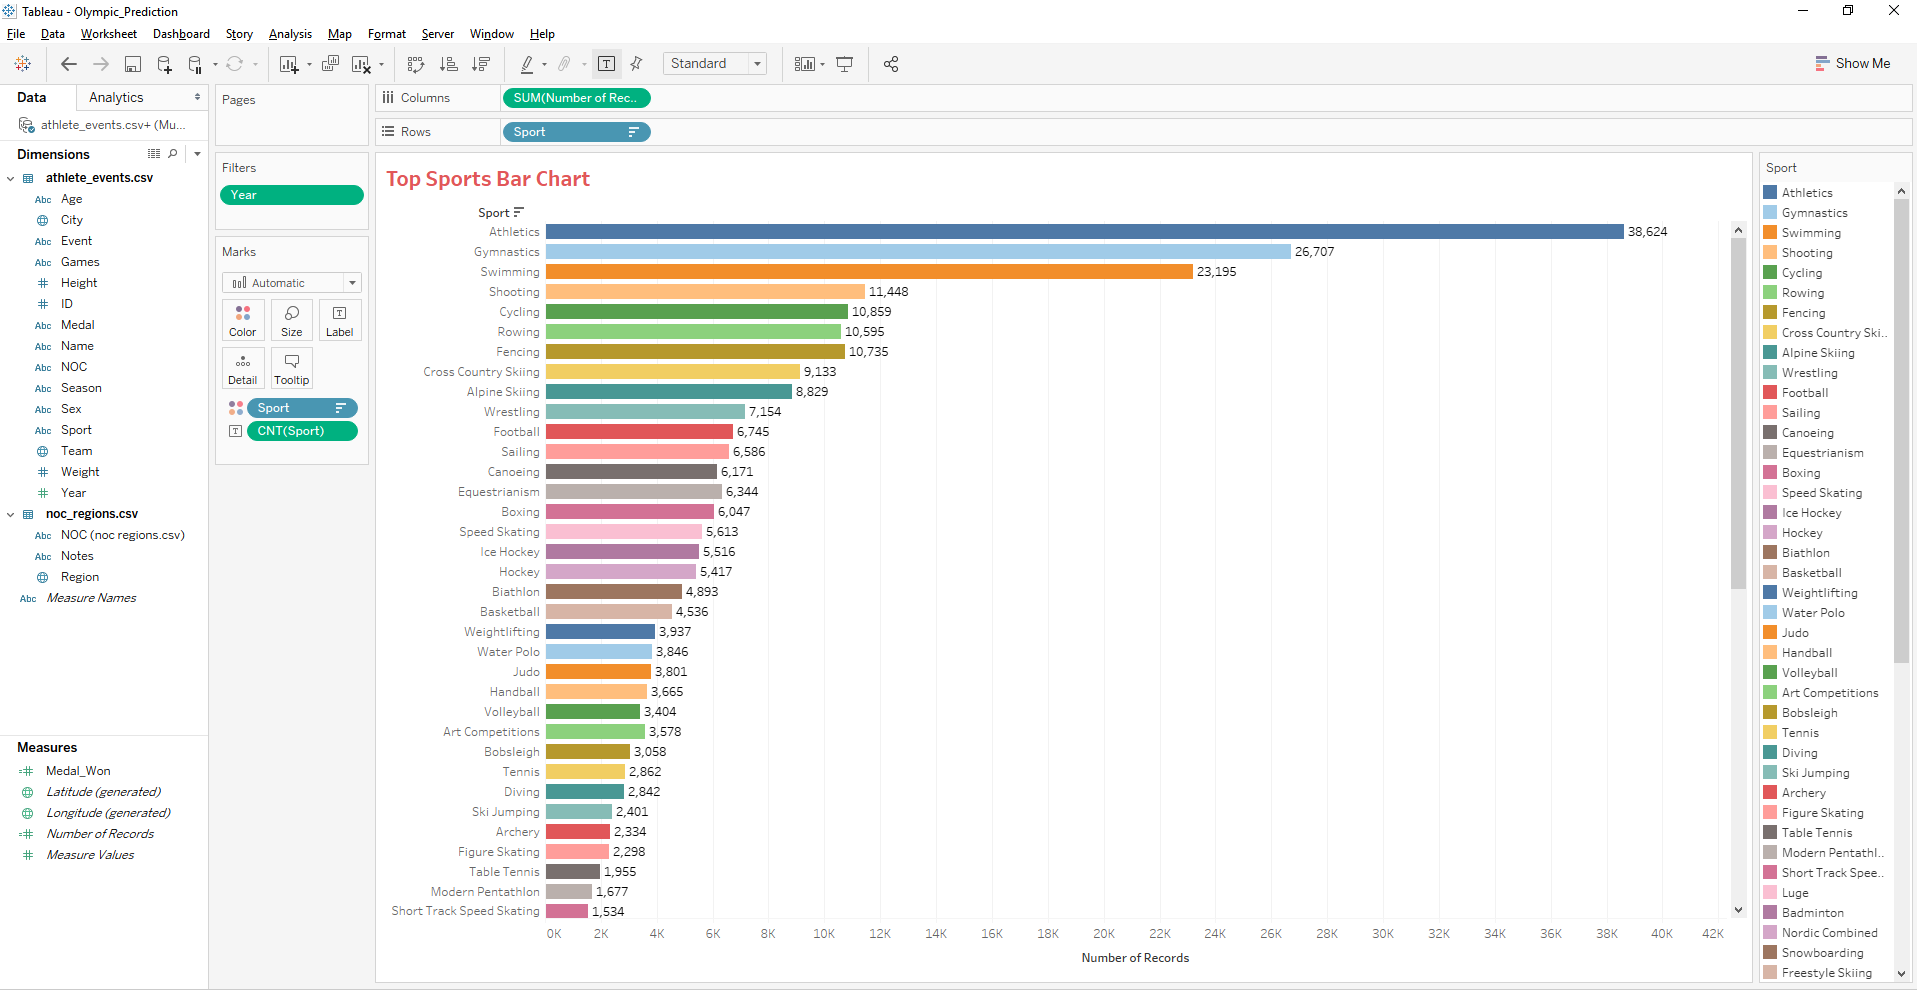 Tableau - Olympic_Prediction
File Data Worksheet Dashboard Story Analysis Map Format Server Window Help
Standard
Show Me
Data Analytics
athlete_events.csv+ (Mu...
Dimensions
athlete_events.csv
Abc Age
City
Abc Event
Abc Games
# Height
# ID
Abc Medal
Abc Name
Abc NOC
Abc Season
Abc Sex
Abc Sport
Team
# Weight
# Year
noc_regions.csv
Abc NOC (noc regions.csv)
Abc Notes
Region
Abc Measure Names
Measures
=# Medal_Won
Latitude (generated)
Longitude (generated)
=# Number of Records
# Measure Values
Pages
Filters
Year
Marks
Automatic
Color Size Label
Detail Tooltip
Sport
CNT(Sport)
Columns SUM(Number of Rec..
Rows Sport
Top Sports Bar Chart
Sport
Athletics 38,624
Gymnastics 26,707
Swimming 23,195
Shooting 11,448
Cycling 10,859
Rowing 10,595
Fencing 10,735
Cross Country Skiing 9,133
Alpine Skiing 8,829
Wrestling 7,154
Football 6,745
Sailing 6,586
Canoeing 6,171
Equestrianism 6,344
Boxing 6,047
Speed Skating 5,613
Ice Hockey 5,516
Hockey 5,417
Biathlon 4,893
Basketball 4,536
Weightlifting 3,937
Water Polo 3,846
Judo 3,801
Handball 3,665
Volleyball 3,404
Art Competitions 3,578
Bobsleigh 3,058
Tennis 2,862
Diving 2,842
Ski Jumping 2,401
Archery 2,334
Figure Skating 2,298
Table Tennis 1,955
Modern Pentathlon 1,677
Short Track Speed Skating 1,534
0K 2K 4K 6K 8K 10K 12K 14K 16K 18K 20K 22K 24K 26K 28K 30K 32K 34K 36K 38K 40K 42K
Number of Records
Sport
Athletics
Gymnastics
Swimming
Shooting
Cycling
Rowing
Fencing
Cross Country Ski..
Alpine Skiing
Wrestling
Football
Sailing
Canoeing
Equestrianism
Boxing
Speed Skating
Ice Hockey
Hockey
Biathlon
Basketball
Weightlifting
Water Polo
Judo
Handball
Volleyball
Art Competitions
Bobsleigh
Tennis
Diving
Ski Jumping
Archery
Figure Skating
Table Tennis
Modern Pentathl..
Short Track Spee..
Luge
Badminton
Nordic Combined
Snowboarding
Freestyle Skiing